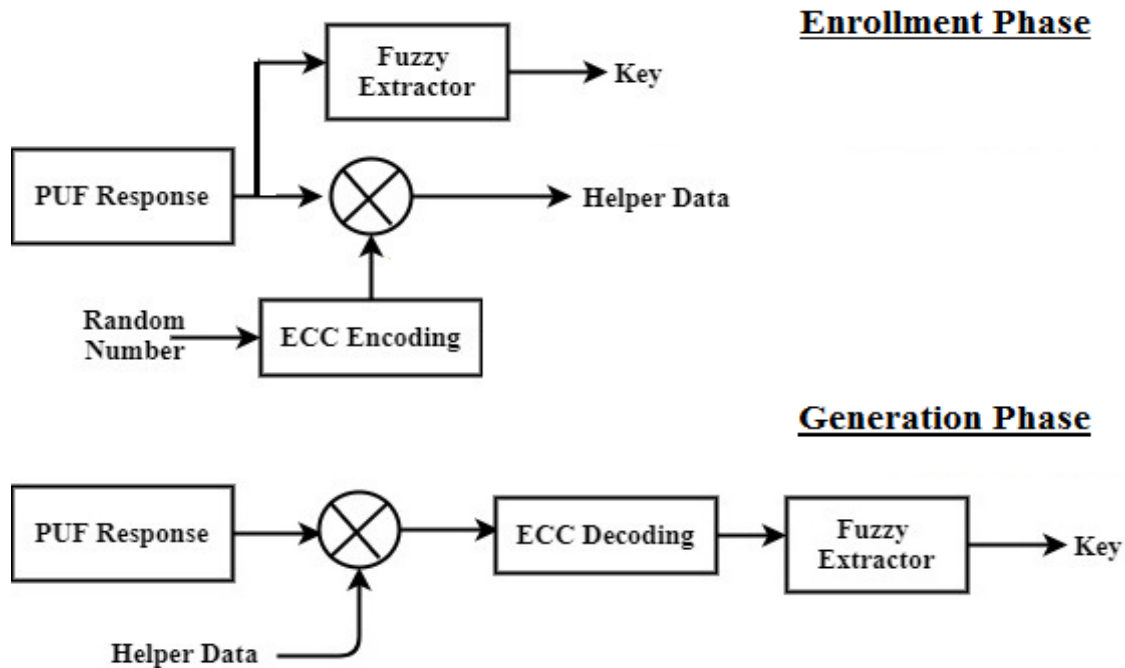 Enrollment Phase
Fuzzy
Extractor
Key
PUF Response
Helper Data
Random
Number
ECC Encoding
Generation Phase
PUF Response
ECC Decoding
Fuzzy
Extractor
Key
Helper Data